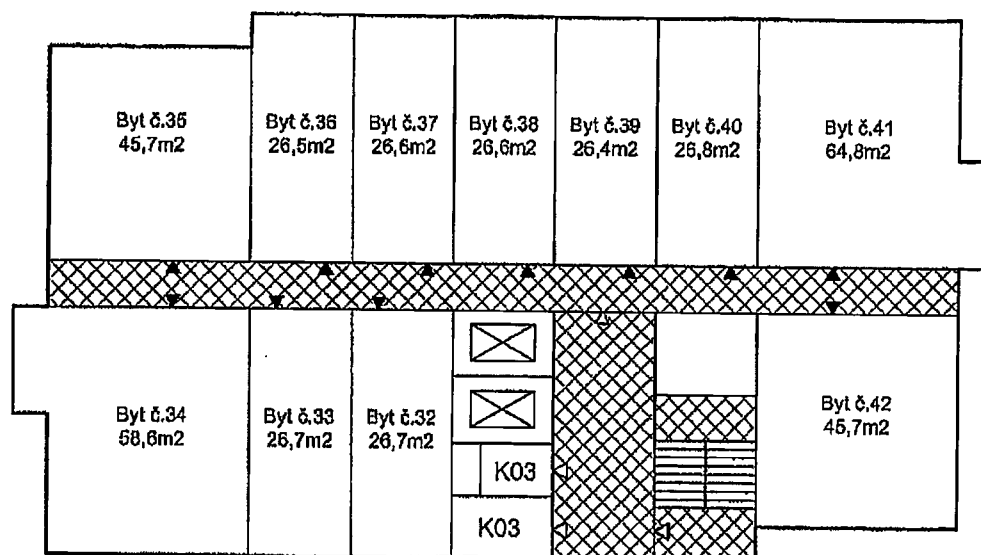 Byt č.35
45,7m2
Byt č.36
26,5m2
Byt č.37
26,6m2
Byt č.38
26,6m2
Byt č.39
26,4m2
Byt č.40
26,8m2
Byt č.41
64,8m2
Byt č.34
58,6m2
Byt č.33
26,7m2
Byt č.32
26,7m2
K03
K03
Byt č.42
45,7m2